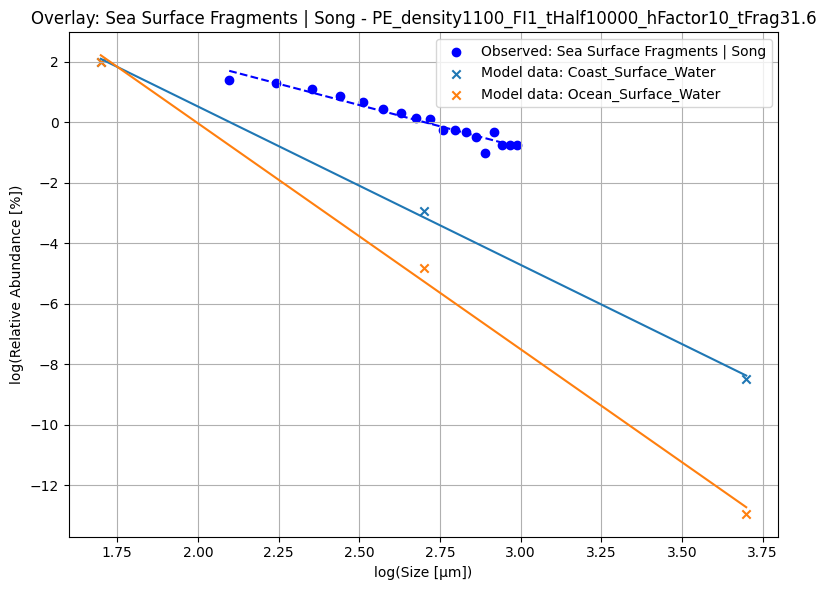 Overlay: Sea Surface Fragments | Song - PE_density1100_FI1_tHalf10000_hFactor10_tFrag31.6
Observed: Sea Surface Fragments | Song
Model data: Coast_Surface_Water
Model data: Ocean_Surface_Water
log(Relative Abundance [%])
2
0
−2
−4
−6
−8
−10
−12
1.75 2.00 2.25 2.50 2.75 3.00 3.25 3.50 3.75
log(Size [μm])